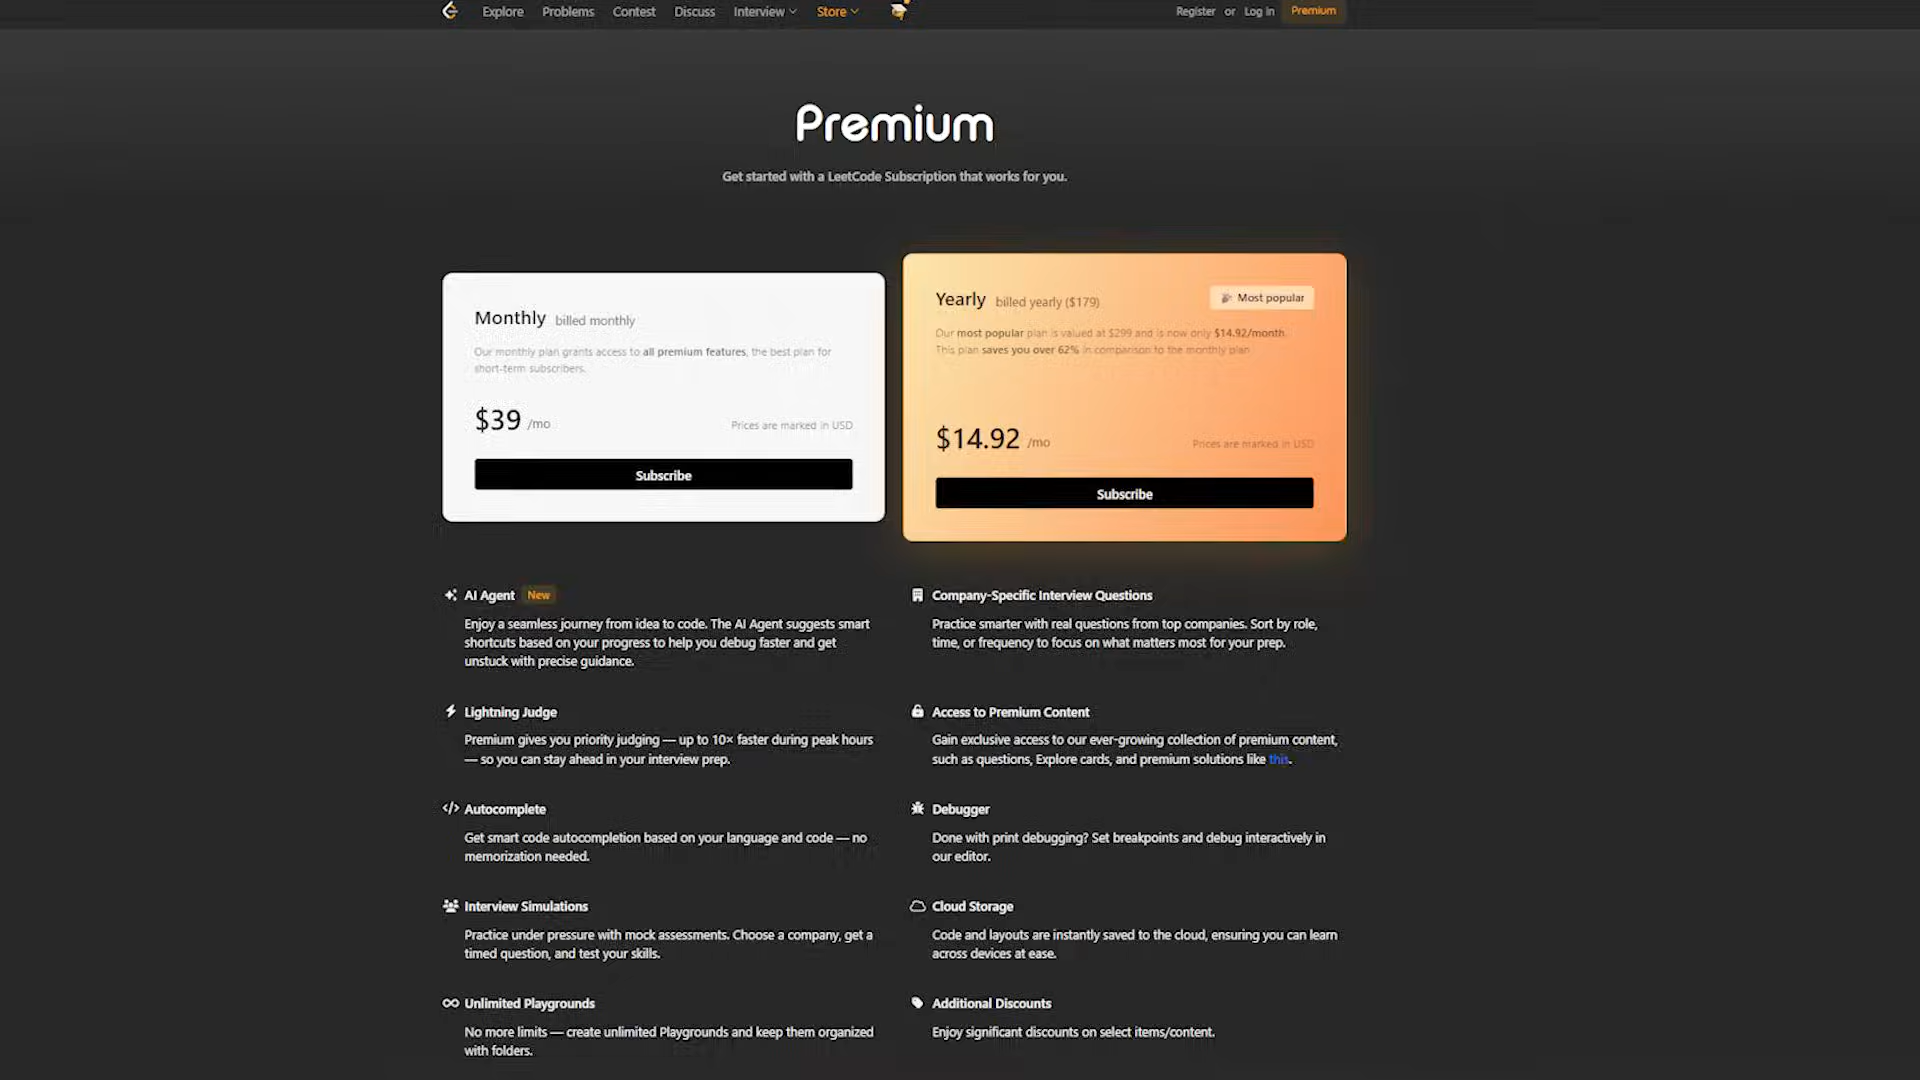 Explore Problems Contest Discuss Interview Store Register or Log in Premium
Premium
Get started with a LeetCode Subscription that works for you.
Monthly billed monthly
Our monthly plan grants access to all premium features, the best plan for
short-term subscribers.
$39 /mo Prices are marked in USD
Subscribe
Yearly billed yearly ($179) Most popular
Our most popular plan is valued at $299 and is now only $14.92/month.
This plan saves you over 62% in comparison to the monthly plan
$14.92 /mo Prices are marked in USD
Subscribe
AI Agent New
Enjoy a seamless journey from idea to code. The AI Agent suggests smart
shortcuts based on your progress to help you debug faster and get
unstuck with precise guidance.
Company-Specific Interview Questions
Practice smarter with real questions from top companies. Sort by role,
time, or frequency to focus on what matters most for your prep.
Lightning Judge
Premium gives you priority judging — up to 10× faster during peak hours
— so you can stay ahead in your interview prep.
Access to Premium Content
Gain exclusive access to our ever-growing collection of premium content,
such as questions, Explore cards, and premium solutions like this.
Autocomplete
Get smart code autocompletion based on your language and code — no
memorization needed.
Debugger
Done with print debugging? Set breakpoints and debug interactively in
our editor.
Interview Simulations
Practice under pressure with mock assessments. Choose a company, get a
timed question, and test your skills.
Cloud Storage
Code and layouts are instantly saved to the cloud, ensuring you can learn
across devices at ease.
Unlimited Playgrounds
No more limits — create unlimited Playgrounds and keep them organized
with folders.
Additional Discounts
Enjoy significant discounts on select items/content.